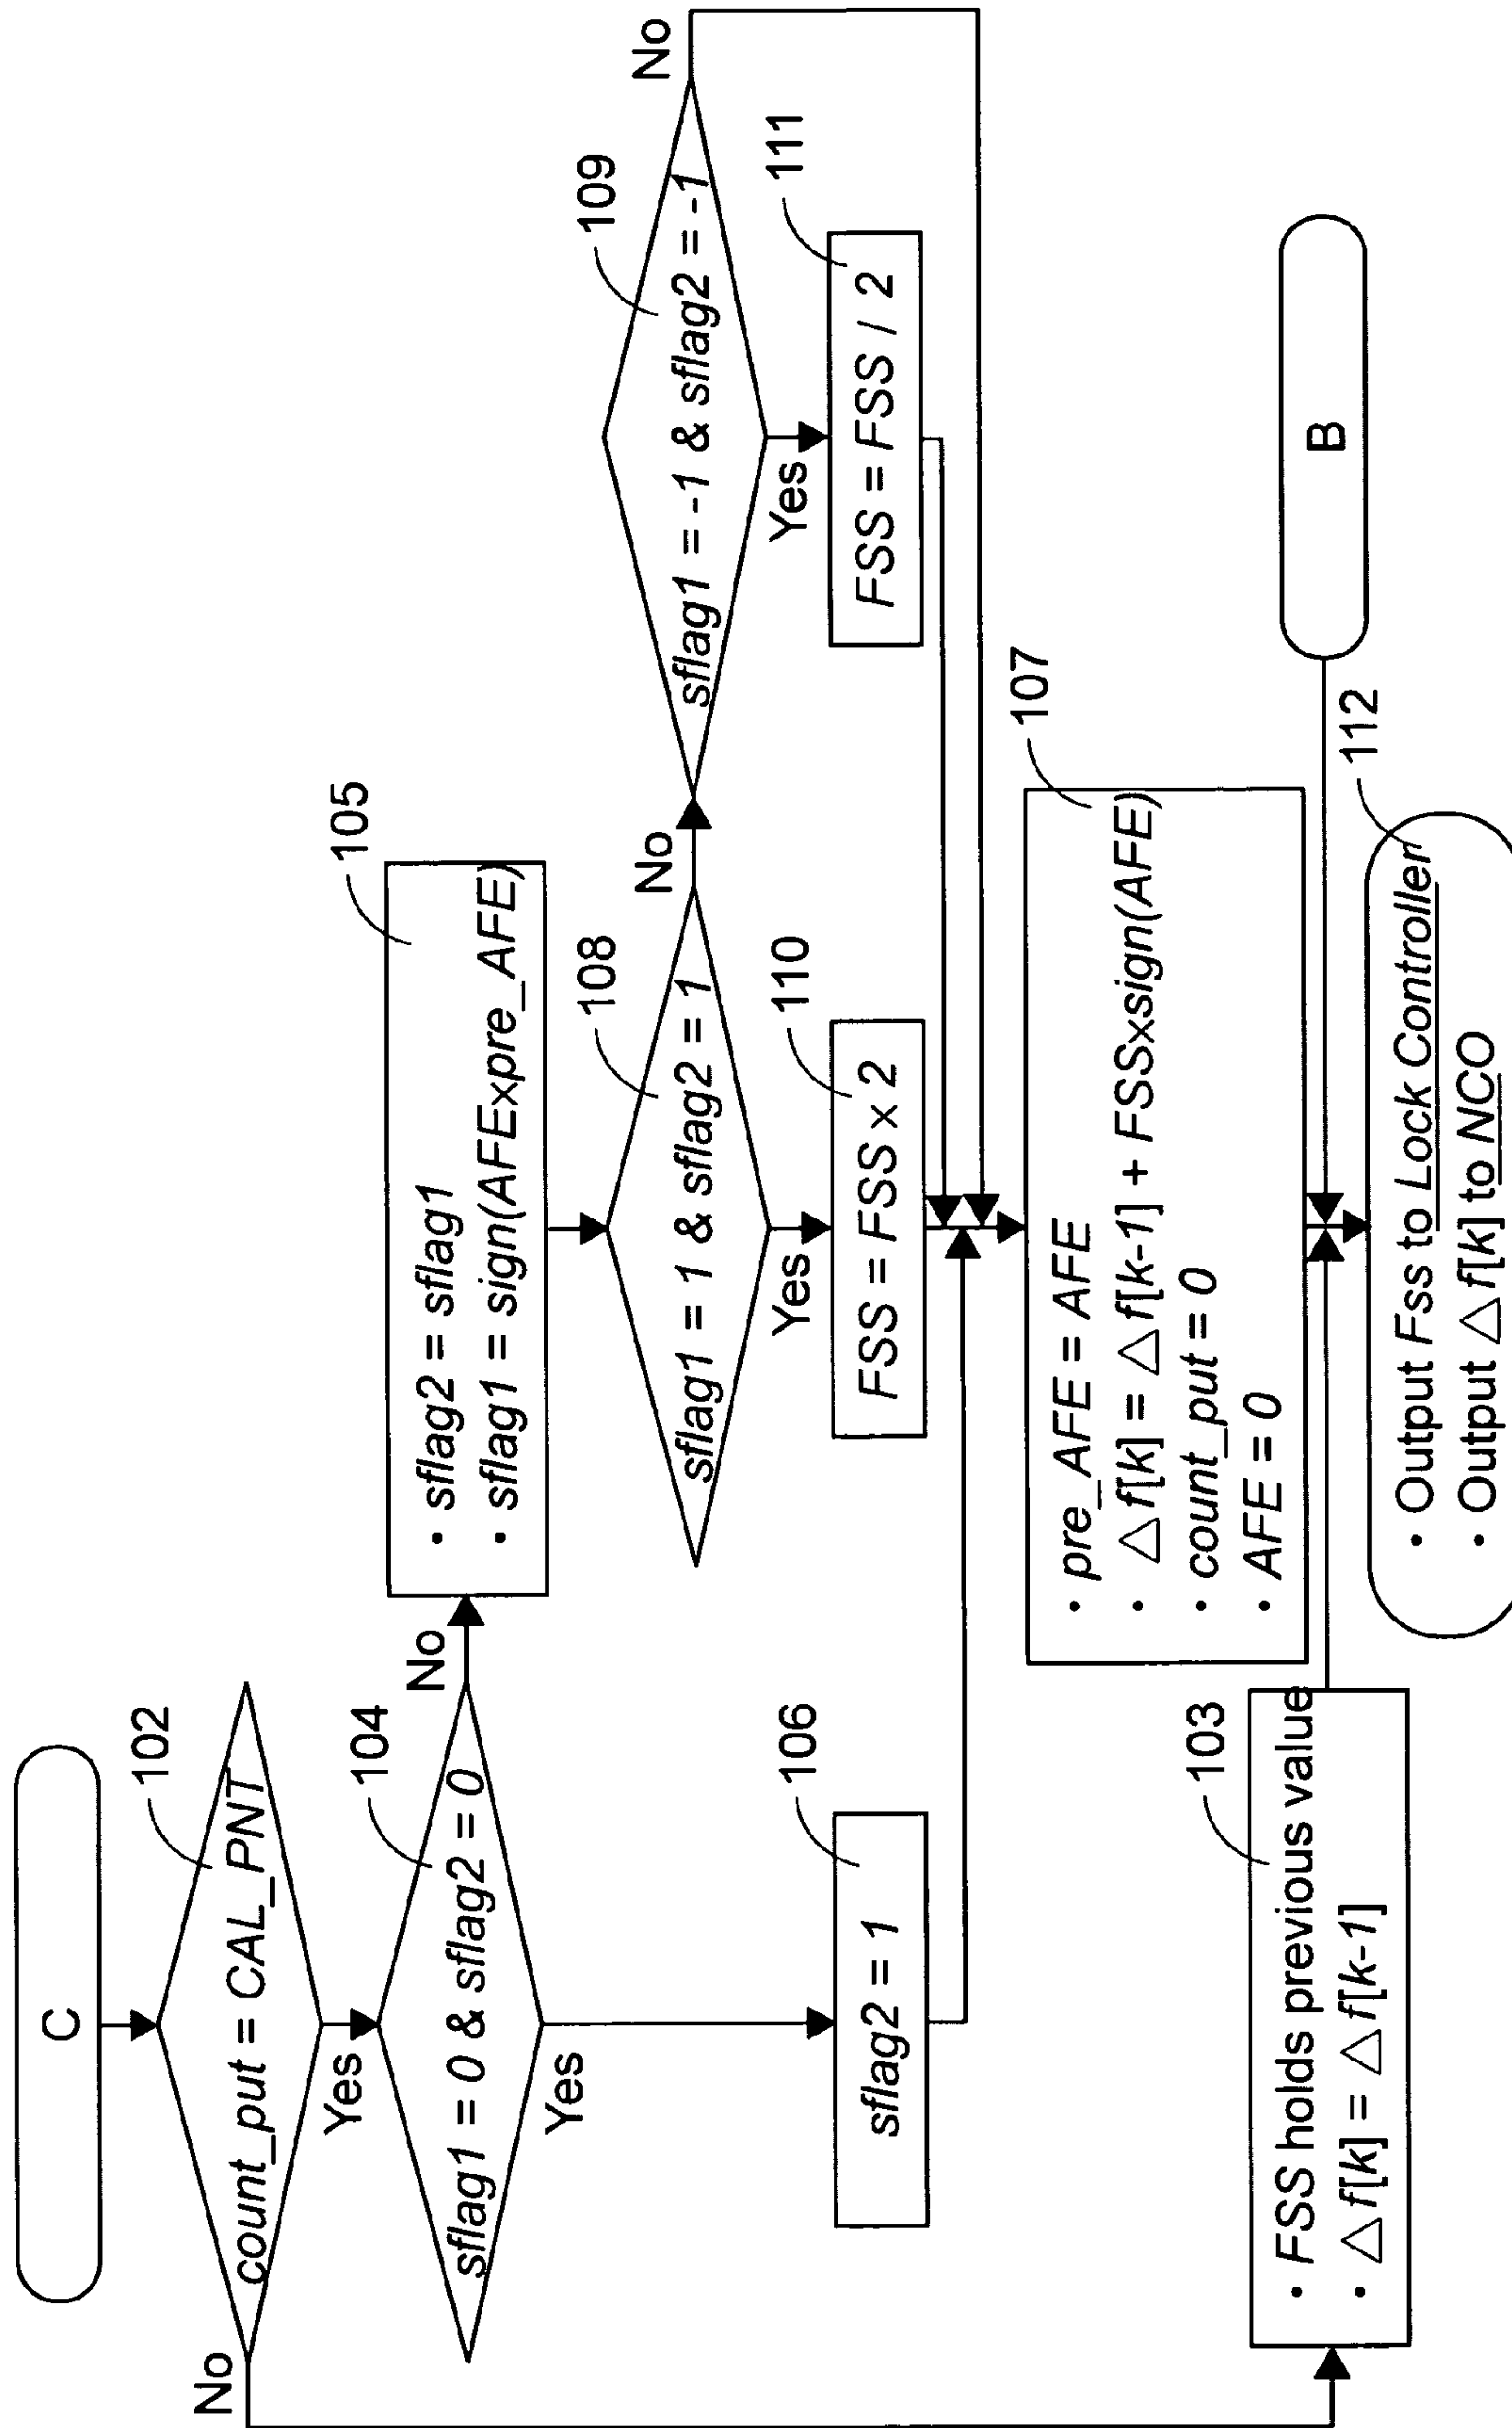 C
102
count_put = CAL_PNT
No
Yes
104
sflag1 = 0 & sflag2 = 0
No
Yes
105
• sflag2 = sflag1
• sflag1 = sign(AFE×pre_AFE)
106
sflag2 = 1
108
sflag1 = 1 & sflag2 = 1
No
Yes
109
sflag1 = -1 & sflag2 = -1
No
Yes
110
FSS = FSS × 2
111
FSS = FSS / 2
107
• pre_AFE = AFE
• △f[k] = △f[k-1] + FSS×sign(AFE)
• count_put = 0
• AFE = 0
103
• FSS holds previous value
• △f[k] = △f[k-1]
B
112
• Output Fss to Lock Controller
• Output △f[k] to NCO